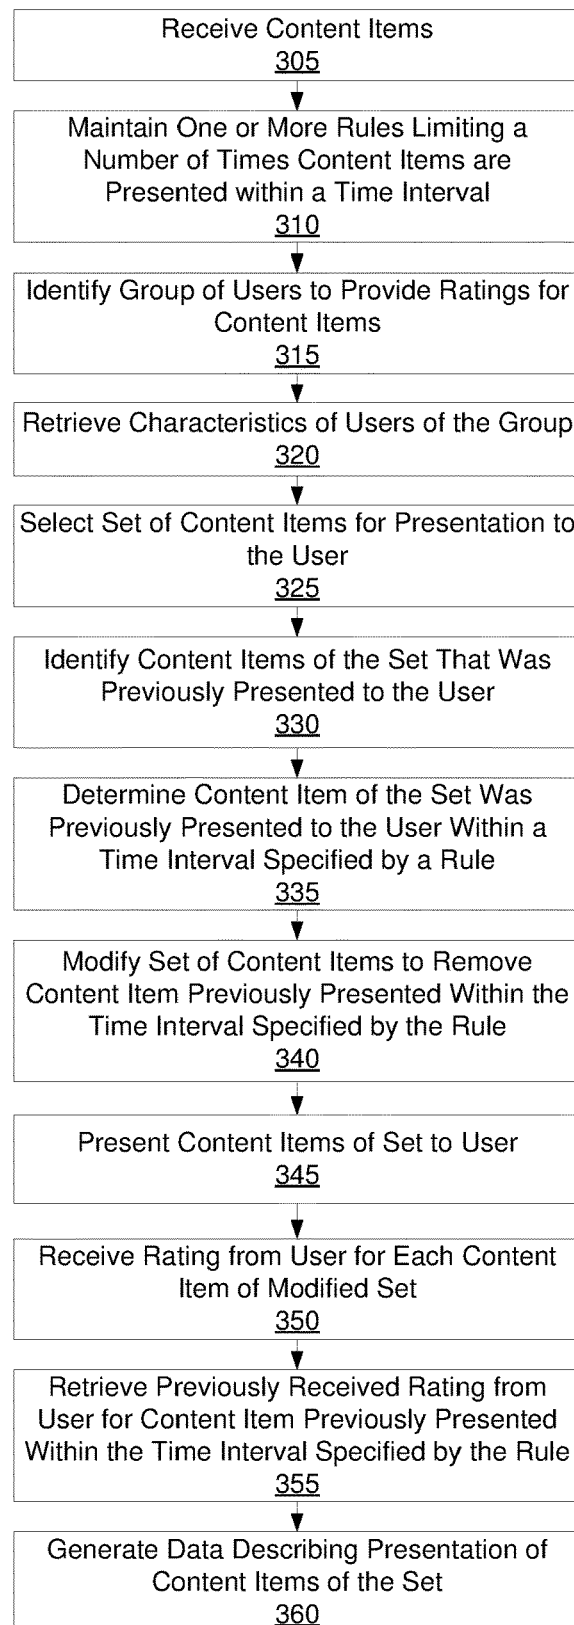 Receive Content Items
305
Maintain One or More Rules Limiting a
Number of Times Content Items are
Presented within a Time Interval
310
Identify Group of Users to Provide Ratings for
Content Items
315
Retrieve Characteristics of Users of the Group
320
Select Set of Content Items for Presentation to
the User
325
Identify Content Items of the Set That Was
Previously Presented to the User
330
Determine Content Item of the Set Was
Previously Presented to the User Within a
Time Interval Specified by a Rule
335
Modify Set of Content Items to Remove
Content Item Previously Presented Within the
Time Interval Specified by the Rule
340
Present Content Items of Set to User
345
Receive Rating from User for Each Content
Item of Modified Set
350
Retrieve Previously Received Rating from
User for Content Item Previously Presented
Within the Time Interval Specified by the Rule
355
Generate Data Describing Presentation of
Content Items of the Set
360